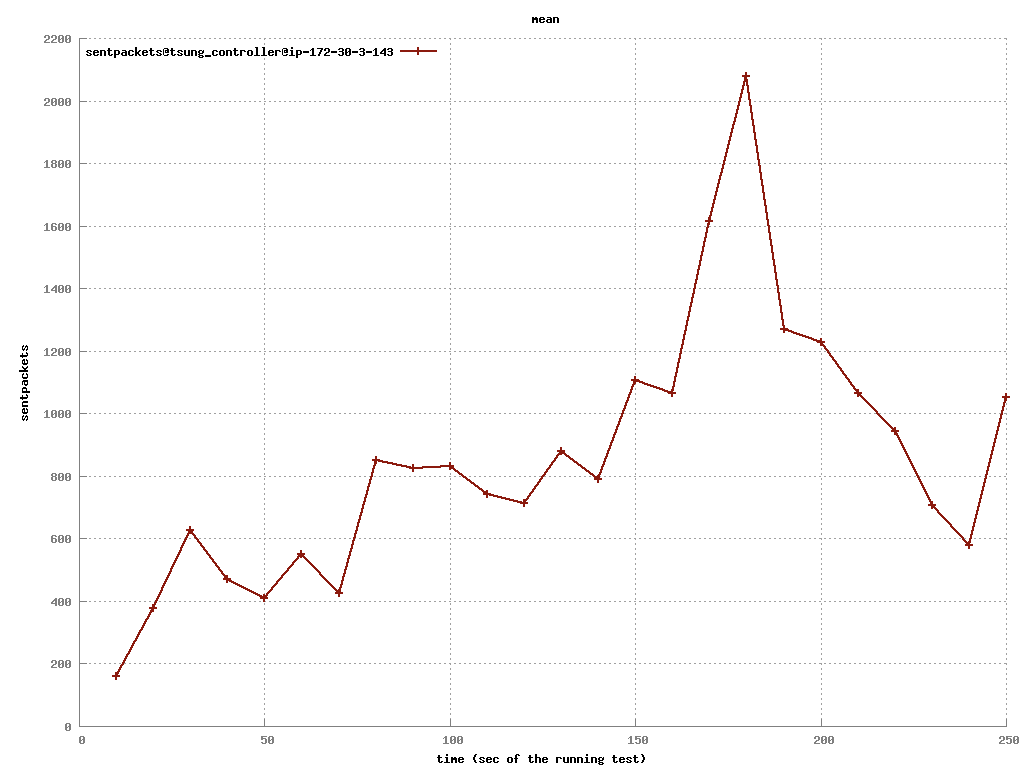 mean
sentpackets@tsung_controller@ip-172-30-3-143
2200
2000
1800
1600
1400
1200
1000
800
600
400
200
0
sentpackets
0 50 100 150 200 250
time (sec of the running test)